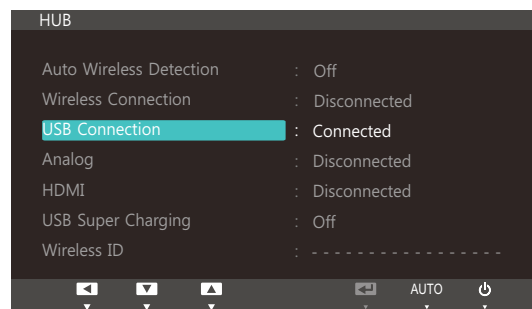 HUB
Auto Wireless Detection : Off
Wireless Connection : Disconnected
USB Connection : Connected
Analog : Disconnected
HDMI : Disconnected
USB Super Charging : Off
Wireless ID : - - - - - - - - - - - - - - - - - -
AUTO